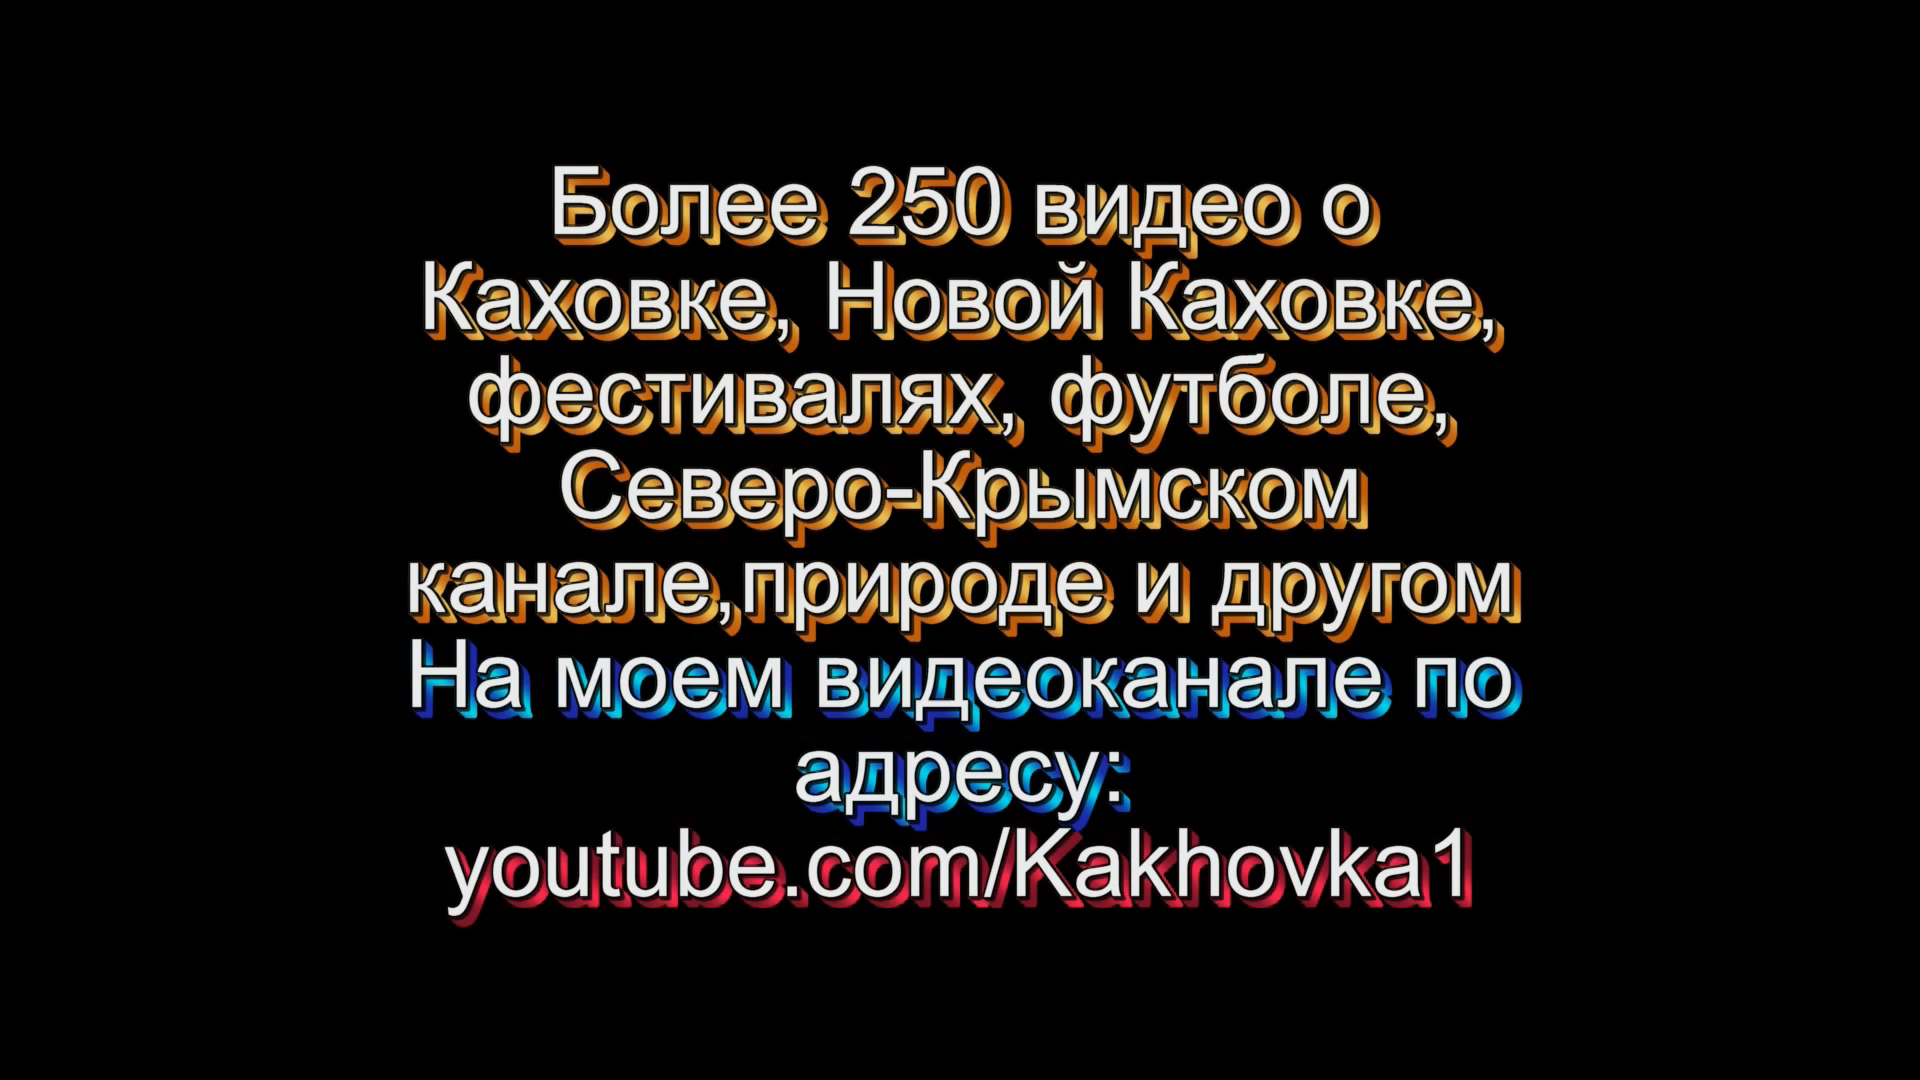 Более 250 видео о
Каховке, Новой Каховке,
фестивалях, футболе,
Северо-Крымском
канале,природе и другом
На моем видеоканале по
адресу:
youtube.com/Kakhovka1